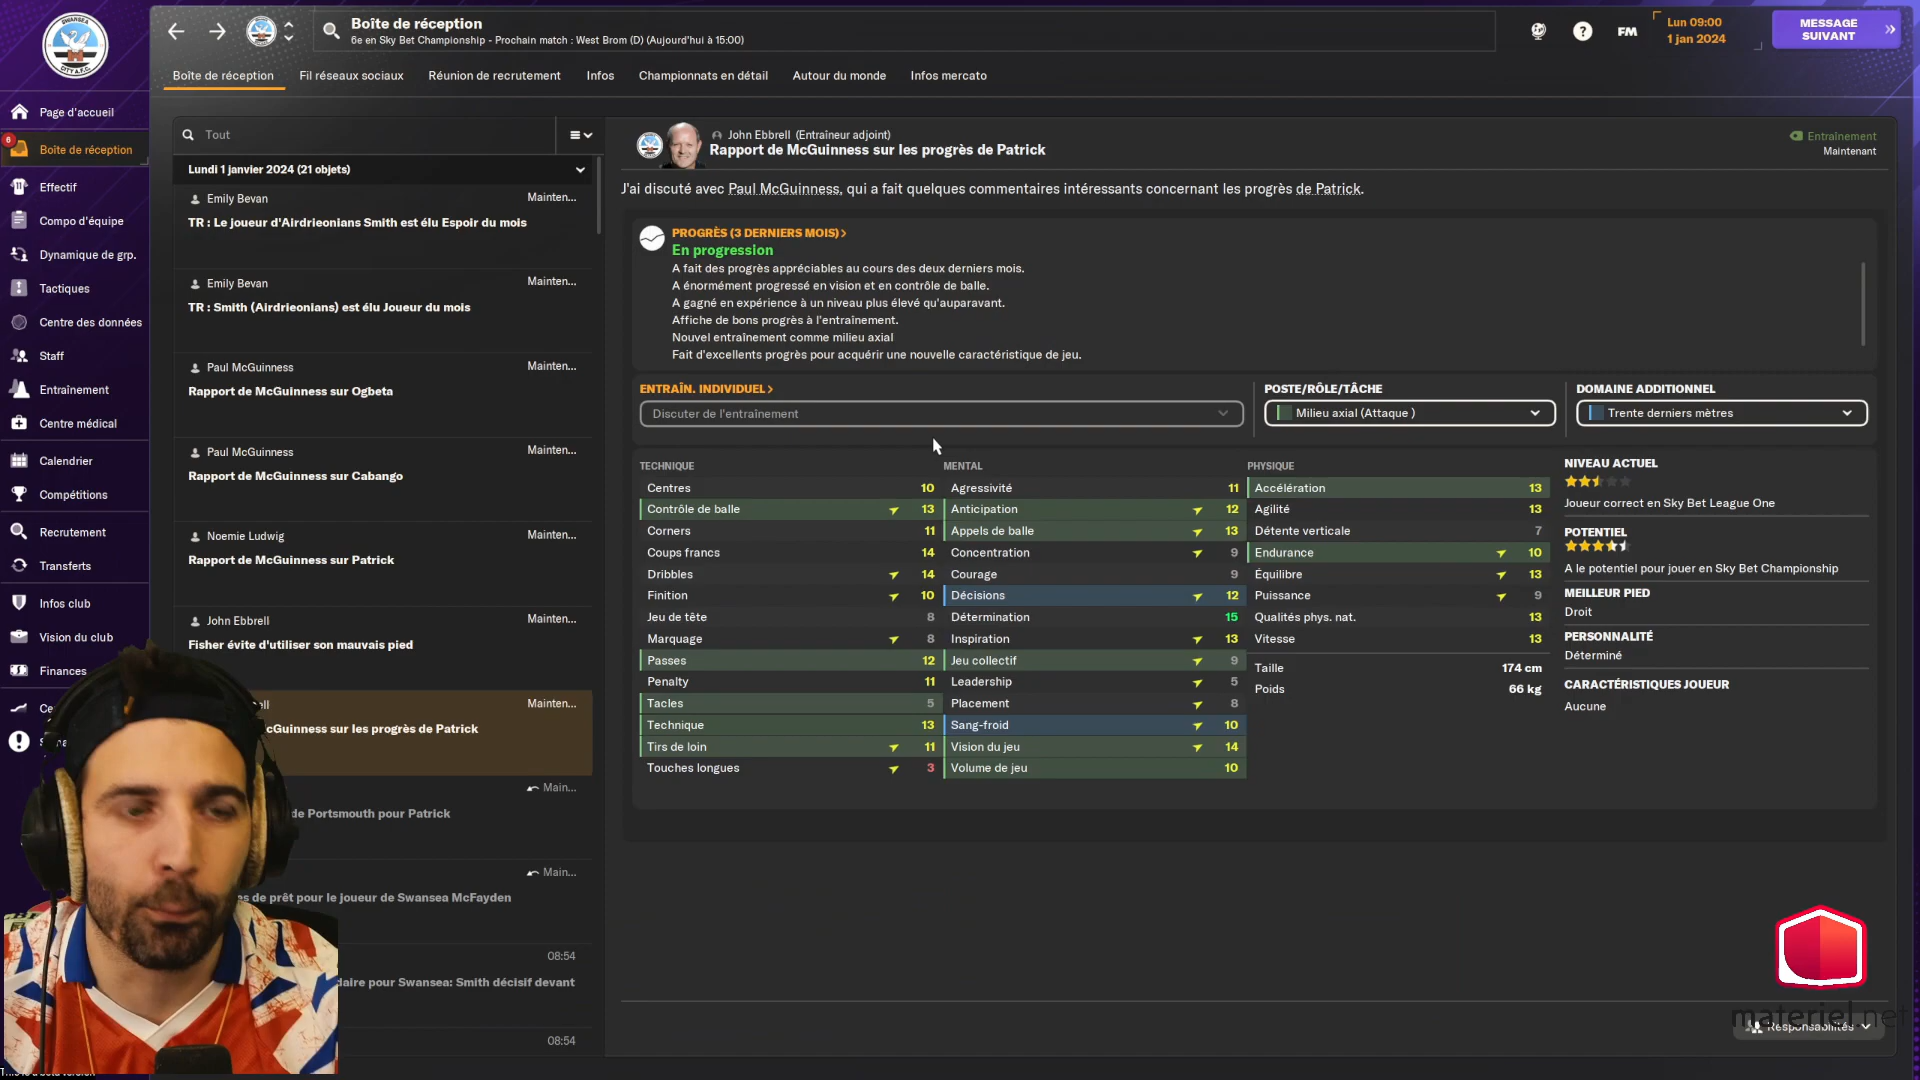 SWANSEA
CITY A.F.C.
Boîte de réception
6e en Sky Bet Championship - Prochain match : West Brom (D) (Aujourd'hui à 15:00)
FM
Lun 09:00
1 jan 2024
MESSAGE
SUIVANT
Boîte de réception
Fil réseaux sociaux
Réunion de recrutement
Infos
Championnats en détail
Autour du monde
Infos mercato
Page d'accueil
6
Boîte de réception
Effectif
Compo d'équipe
Dynamique de grp.
Tactiques
Centre des données
Staff
Entraînement
Centre médical
Calendrier
Compétitions
Recrutement
Transferts
Infos club
Vision du club
Finances
Tout
Lundi 1 janvier 2024 (21 objets)
Emily Bevan
Mainten...
TR : Le joueur d'Airdrieonians Smith est élu Espoir du mois
Emily Bevan
Mainten...
TR : Smith (Airdrieonians) est élu Joueur du mois
Paul McGuinness
Mainten...
Rapport de McGuinness sur Ogbeta
Paul McGuinness
Mainten...
Rapport de McGuinness sur Cabango
Noemie Ludwig
Mainten...
Rapport de McGuinness sur Patrick
John Ebbrell
Mainten...
Fisher évite d'utiliser son mauvais pied
Mainten...
cGuinness sur les progrès de Patrick
Main...
de Portsmouth pour Patrick
Main...
es de prêt pour le joueur de Swansea McFayden
08:54
daire pour Swansea: Smith décisif devant
08:54
John Ebbrell (Entraîneur adjoint)
Rapport de McGuinness sur les progrès de Patrick
Entraînement
Maintenant
J'ai discuté avec Paul McGuinness, qui a fait quelques commentaires intéressants concernant les progrès de Patrick.
PROGRÈS (3 DERNIERS MOIS)
En progression
A fait des progrès appréciables au cours des deux derniers mois.
A énormément progressé en vision et en contrôle de balle.
A gagné en expérience à un niveau plus élevé qu'auparavant.
Affiche de bons progrès à l'entraînement.
Nouvel entraînement comme milieu axial
Fait d'excellents progrès pour acquérir une nouvelle caractéristique de jeu.
ENTRAÎN. INDIVIDUEL
Discuter de l'entraînement
POSTE/RÔLE/TÂCHE
Milieu axial (Attaque )
DOMAINE ADDITIONNEL
Trente derniers mètres
TECHNIQUE
Centres 10
Contrôle de balle 13
Corners 11
Coups francs 14
Dribbles 14
Finition 10
Jeu de tête 8
Marquage 8
Passes 12
Penalty 11
Tacles 5
Technique 13
Tirs de loin 11
Touches longues 3
MENTAL
Agressivité 11
Anticipation 12
Appels de balle 13
Concentration 9
Courage 9
Décisions 12
Détermination 15
Inspiration 13
Jeu collectif 9
Leadership 5
Placement 8
Sang-froid 10
Vision du jeu 14
Volume de jeu 10
PHYSIQUE
Accélération 13
Agilité 13
Détente verticale 7
Endurance 10
Équilibre 13
Puissance 9
Qualités phys. nat. 13
Vitesse 13
Taille 174 cm
Poids 66 kg
NIVEAU ACTUEL
Joueur correct en Sky Bet League One
POTENTIEL
A le potentiel pour jouer en Sky Bet Championship
MEILLEUR PIED
Droit
PERSONNALITÉ
Déterminé
CARACTÉRISTIQUES JOUEUR
Aucune
materiel.net
Responsabilités